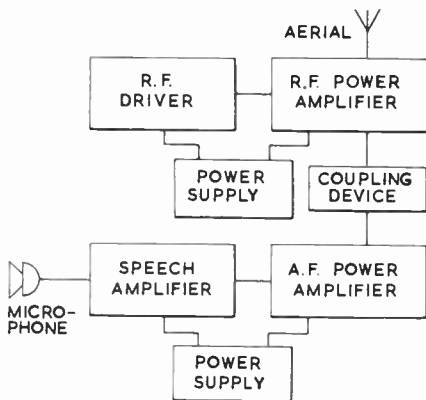 AERIAL
R.F.
DRIVER
R.F. POWER
AMPLIFIER
POWER
SUPPLY
COUPLING
DEVICE
SPEECH
AMPLIFIER
A.F. POWER
AMPLIFIER
MICRO-
PHONE
POWER
SUPPLY